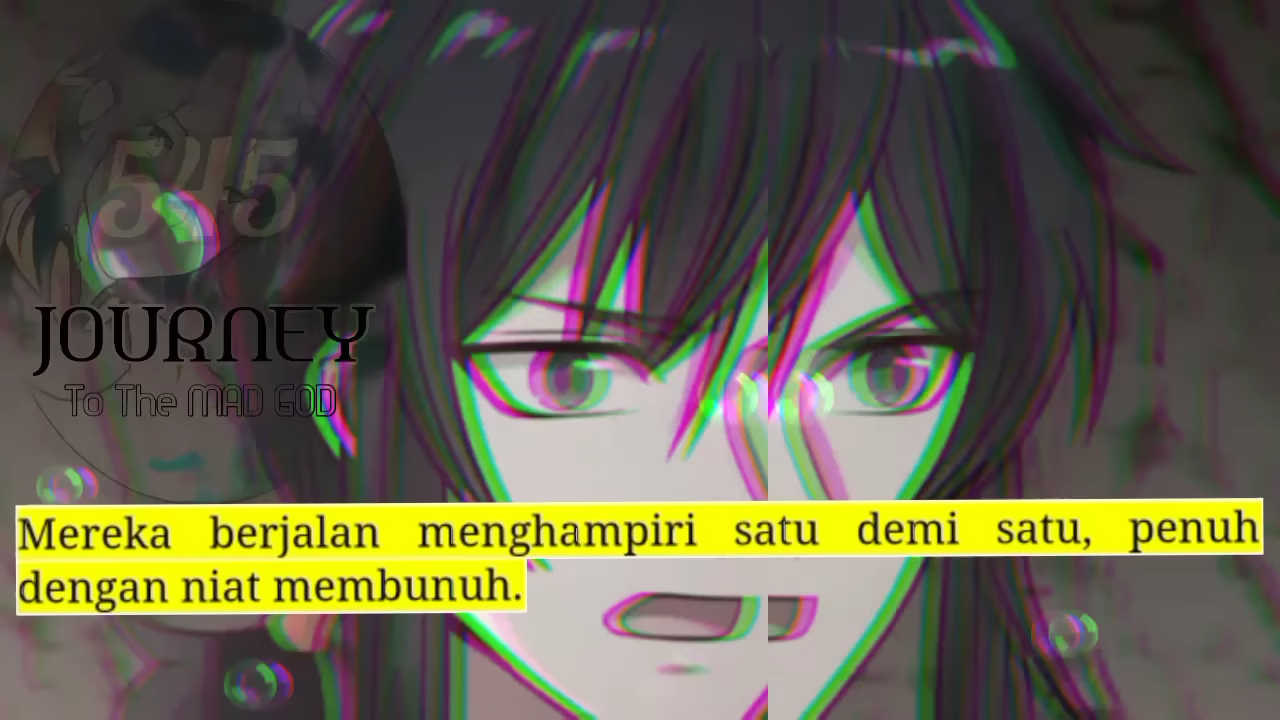 545
JOURNEY
To The MAD GOD
Mereka berjalan menghampiri satu demi satu, penuh
dengan niat membunuh.